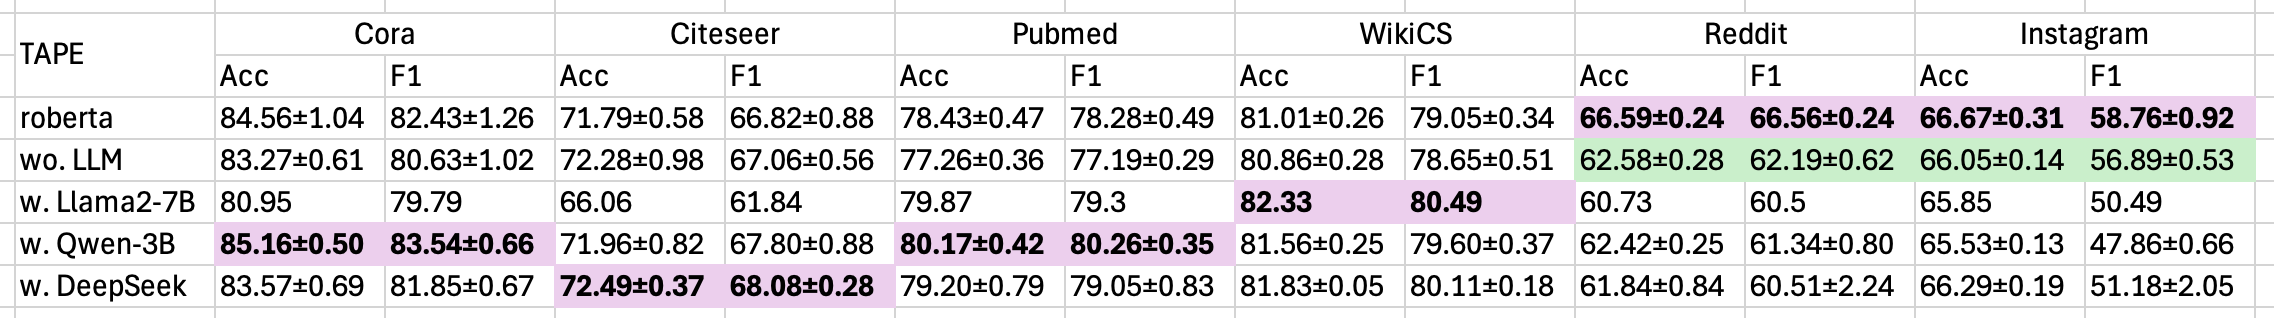 TAPE Cora Citeseer Pubmed WikiCS Reddit Instagram
Acc F1 Acc F1 Acc F1 Acc F1 Acc F1 Acc F1
roberta 84.56±1.04 82.43±1.26 71.79±0.58 66.82±0.88 78.43±0.47 78.28±0.49 81.01±0.26 79.05±0.34 66.59±0.24 66.56±0.24 66.67±0.31 58.76±0.92
wo. LLM 83.27±0.61 80.63±1.02 72.28±0.98 67.06±0.56 77.26±0.36 77.19±0.29 80.86±0.28 78.65±0.51 62.58±0.28 62.19±0.62 66.05±0.14 56.89±0.53
w. Llama2-7B 80.95 79.79 66.06 61.84 79.87 79.3 82.33 80.49 60.73 60.5 65.85 50.49
w. Qwen-3B 85.16±0.50 83.54±0.66 71.96±0.82 67.80±0.88 80.17±0.42 80.26±0.35 81.56±0.25 79.60±0.37 62.42±0.25 61.34±0.80 65.53±0.13 47.86±0.66
w. DeepSeek 83.57±0.69 81.85±0.67 72.49±0.37 68.08±0.28 79.20±0.79 79.05±0.83 81.83±0.05 80.11±0.18 61.84±0.84 60.51±2.24 66.29±0.19 51.18±2.05